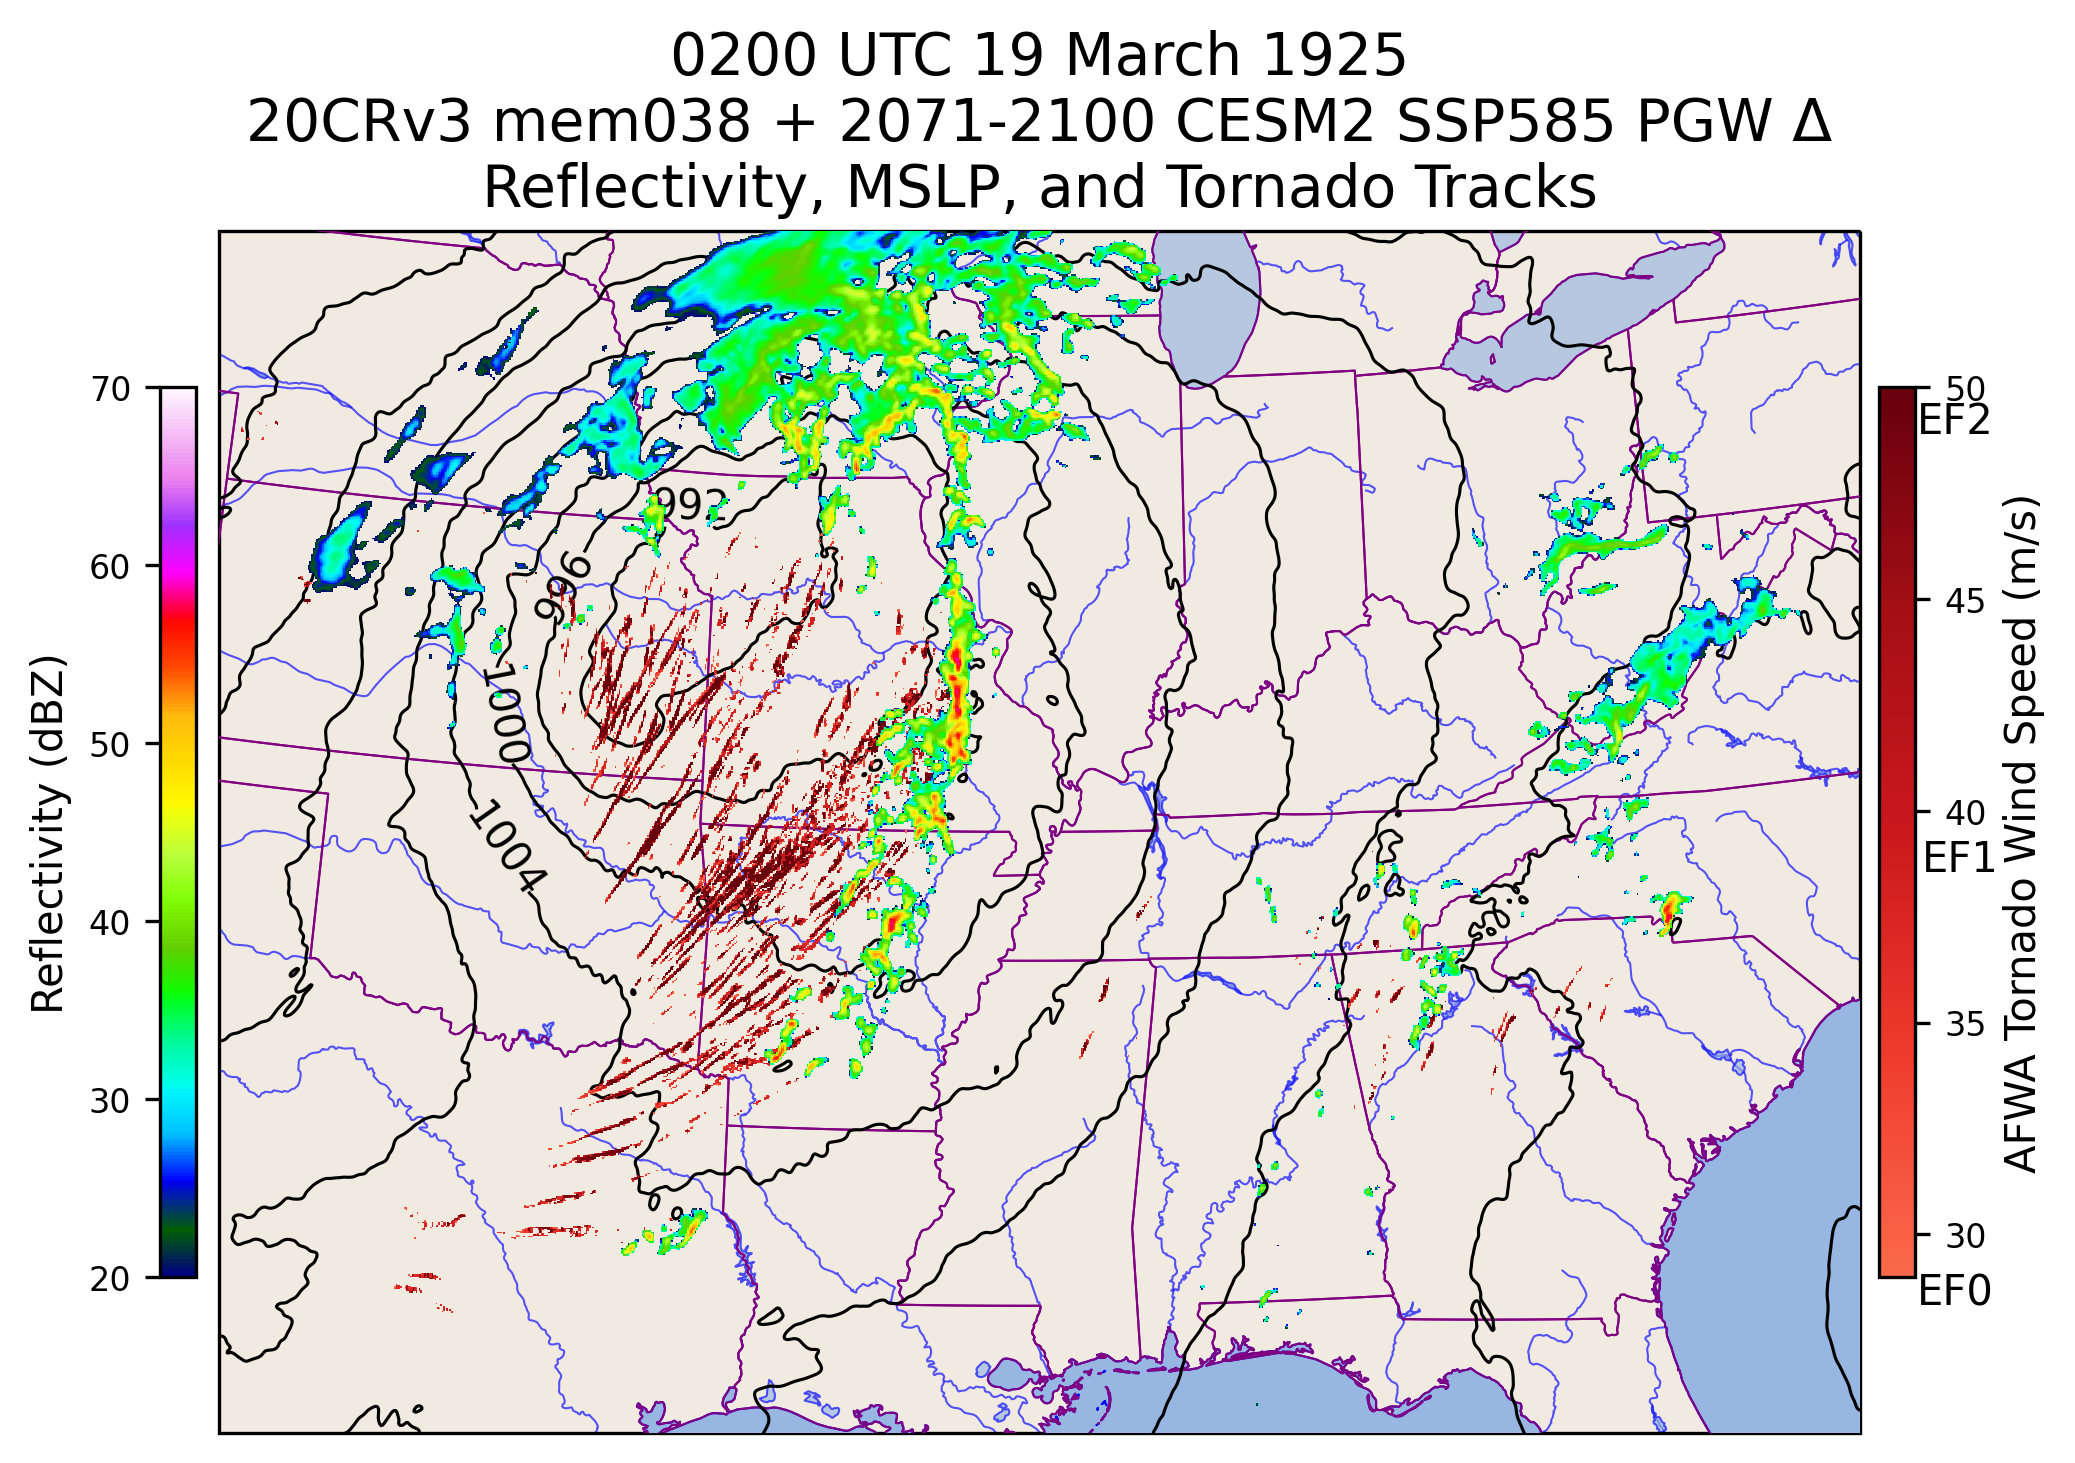 0200 UTC 19 March 1925
20CRv3 mem038 + 2071-2100 CESM2 SSP585 PGW Δ
Reflectivity, MSLP, and Tornado Tracks
Reflectivity (dBZ)
70
60
50
40
30
20
992
996
1000
1004
50
EF2
45
40
EF1
35
30
EF0
AFWA Tornado Wind Speed (m/s)